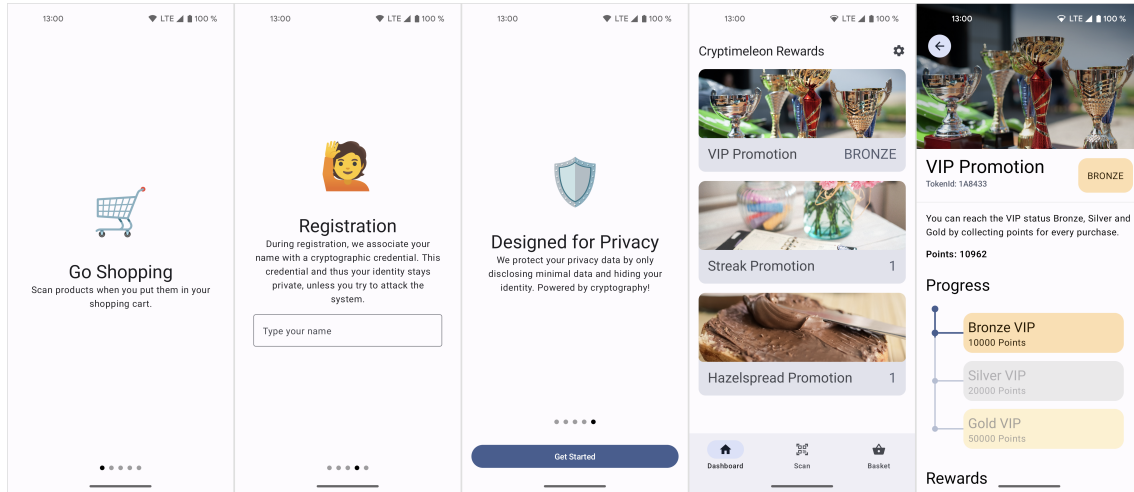 13:00 LTE 100 %
Go Shopping
Scan products when you put them in your
shopping cart.
13:00 LTE 100 %
Registration
During registration, we associate your
name with a cryptographic credential. This
credential and thus your identity stays
private, unless you try to attack the
system.
Type your name
13:00 LTE 100 %
Designed for Privacy
We protect your privacy data by only
disclosing minimal data and hiding your
identity. Powered by cryptography!
Get Started
13:00 LTE 100 %
Cryptimeleon Rewards
VIP Promotion BRONZE
Streak Promotion 1
Hazelspread Promotion 1
Dashboard Scan Basket
13:00 LTE 100 %
VIP Promotion
BRONZE
TokenId: 1A8433
You can reach the VIP status Bronze, Silver and
Gold by collecting points for every purchase.
Points: 10962
Progress
Bronze VIP
10000 Points
Silver VIP
20000 Points
Gold VIP
50000 Points
Rewards